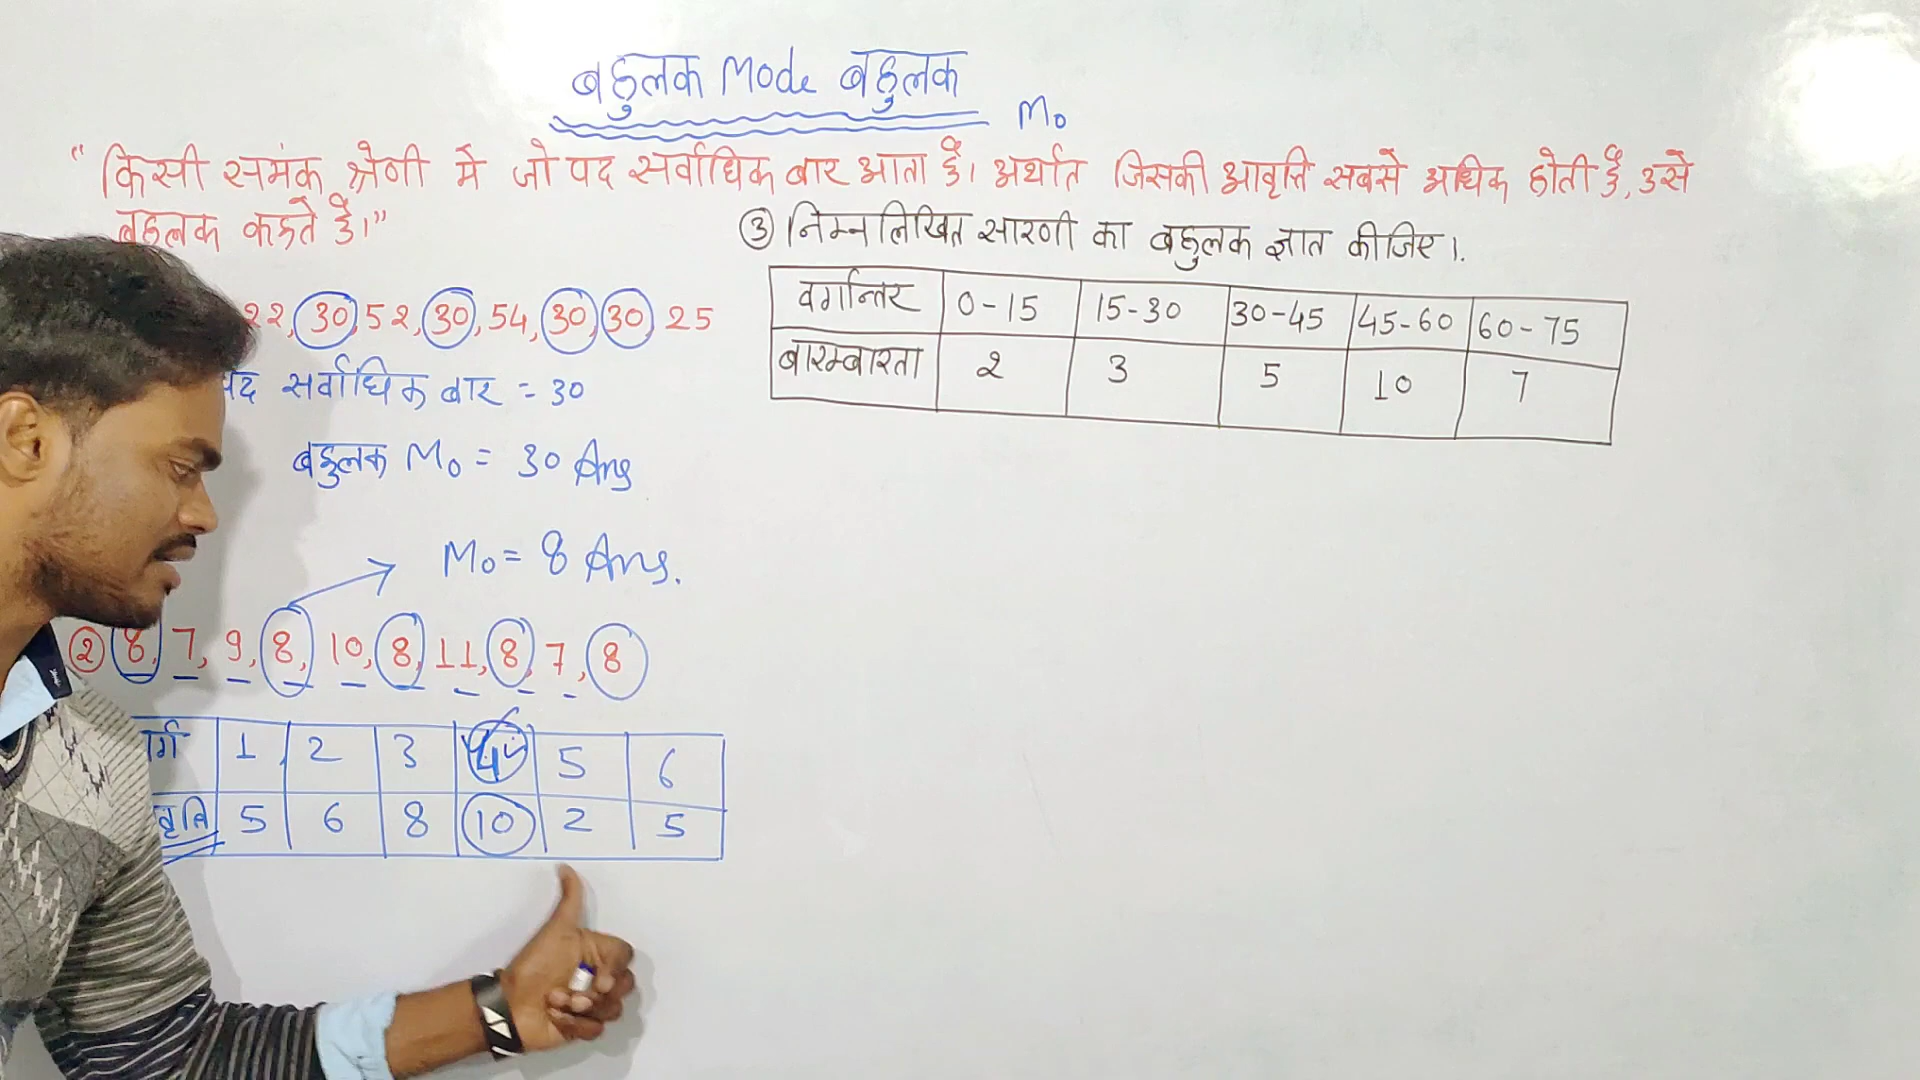 बहुलक Mode बहुलक
Mo
"किसी समंक श्रेणी में जो पद सर्वाधिक बार आता है। अर्थात जिसकी आवृत्ति सबसे अधिक होती है, उसे
बहुलक कहते है।"
22, 30, 52, 30, 54, 30, 30, 25
पद सर्वाधिक बार = 30
बहुलक Mo = 30 Ans
Mo = 8 Ans.
② 8, 7, 9, 8, 10, 8, 11, 8, 7, 8
र्ग 1 2 3 4 5 6
वृत्ति 5 6 8 10 2 5
③ निम्नलिखित सारणी का बहुलक ज्ञात कीजिए।.
वर्गान्तर 0-15 15-30 30-45 45-60 60-75
बारम्बारता 2 3 5 10 7